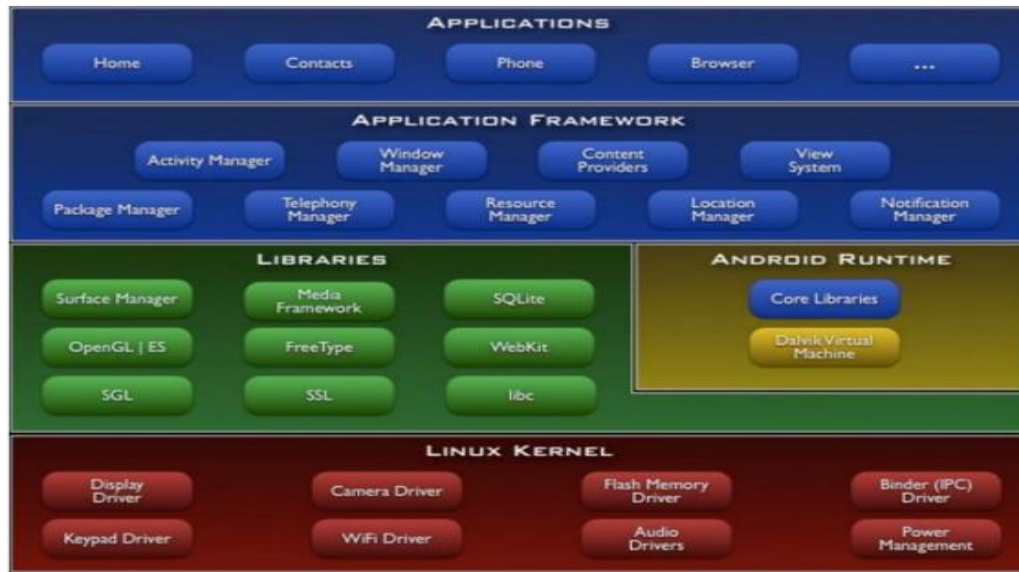 APPLICATIONS
Home
Contacts
Phone
Browser
...
APPLICATION FRAMEWORK
Activity Manager
Window
Manager
Content
Providers
View
System
Package Manager
Telephony
Manager
Resource
Manager
Location
Manager
Notification
Manager
LIBRARIES
Surface Manager
Media
Framework
SQLite
OpenGL | ES
FreeType
WebKit
SGL
SSL
libc
ANDROID RUNTIME
Core Libraries
Dalvik Virtual
Machine
LINUX KERNEL
Display
Driver
Camera Driver
Flash Memory
Driver
Binder (IPC)
Driver
Keypad Driver
WiFi Driver
Audio
Drivers
Power
Management